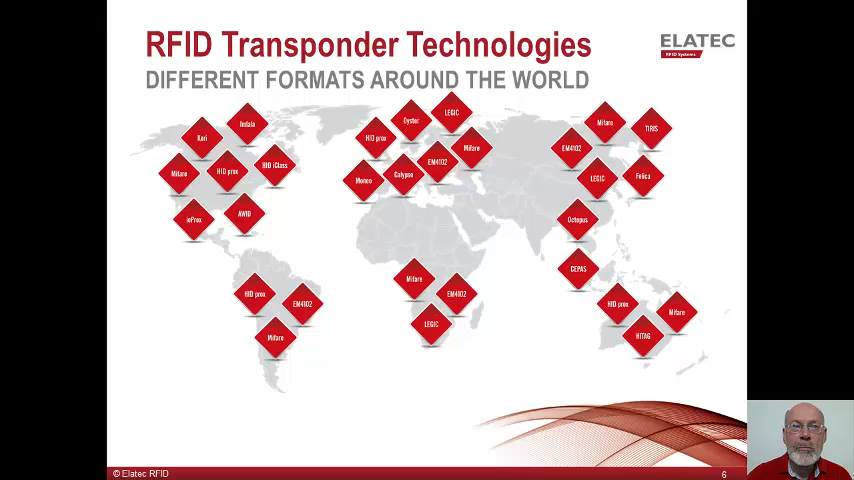 RFID Transponder Technologies
DIFFERENT FORMATS AROUND THE WORLD
ELATEC
RFID Systems
Keri
Indala
Mifare
HID prox
HID iClass
ioProx
AWID
HID prox
EM4102
Mifare
HID prox
Oyster
LEGIC
Moneo
Calypso
EM4102
Mifare
Mifare
EM4102
LEGIC
Mifare
TIRIS
EM4102
LEGIC
Felica
Octopus
CEPAS
HID prox
Mifare
HITAG
© Elatec RFID
6